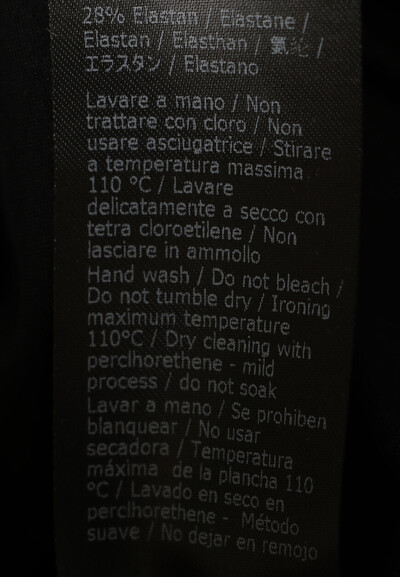 28% Elastan / Elastane /
Elastan / Elasthan / 氨纶 /
エラスタン / Elastano
Lavare a mano / Non
trattare con cloro / Non
usare asciugatrice / Stirare
a temperatura massima
110 °C / Lavare
delicatamente a secco con
tetra cloroetilene / Non
lasciare in ammollo
Hand wash / Do not bleach /
Do not tumble dry / Ironing
maximum temperature
110°C / Dry cleaning with
perclhorethene - mild
process / do not soak
Lavar a mano / Se prohiben
blanquear / No usar
secadora / Temperatura
máxima de la plancha 110
°C / Lavado en seco en
perclhorethene - Método
suave / No dejar en remojo